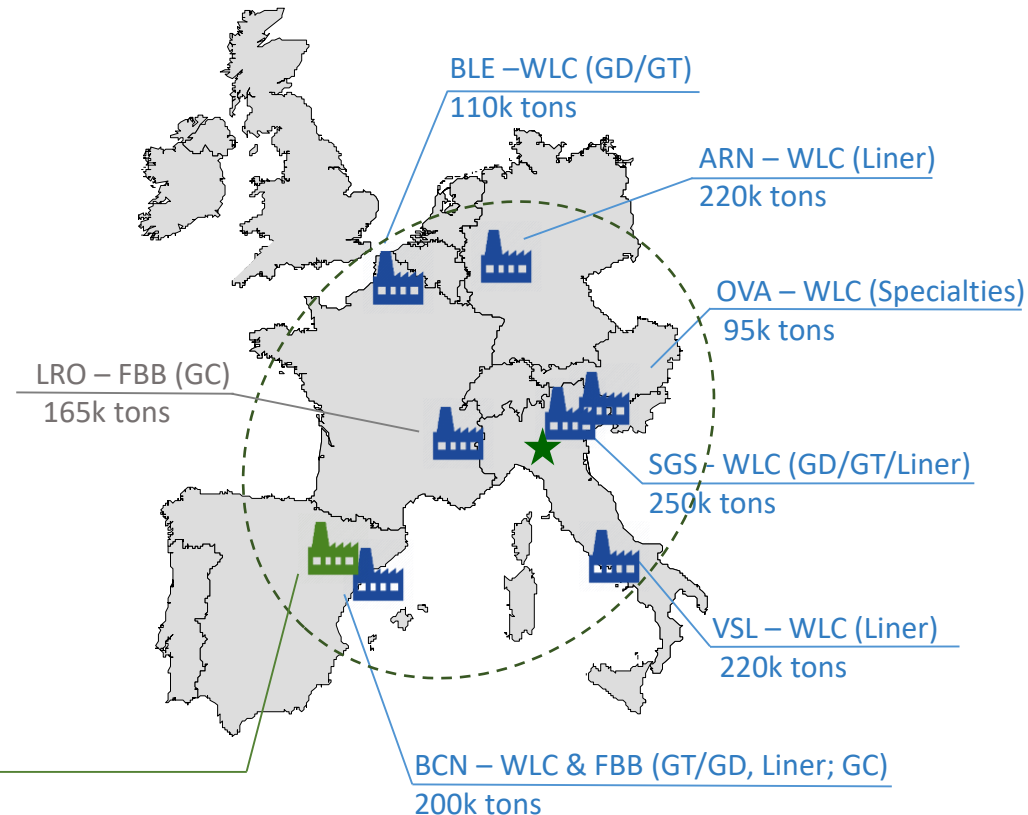 BLE –WLC (GD/GT)
110k tons
ARN – WLC (Liner)
220k tons
OVA – WLC (Specialties)
95k tons
LRO – FBB (GC)
165k tons
SGS - WLC (GD/GT/Liner)
250k tons
VSL – WLC (Liner)
220k tons
BCN – WLC & FBB (GT/GD, Liner; GC)
200k tons